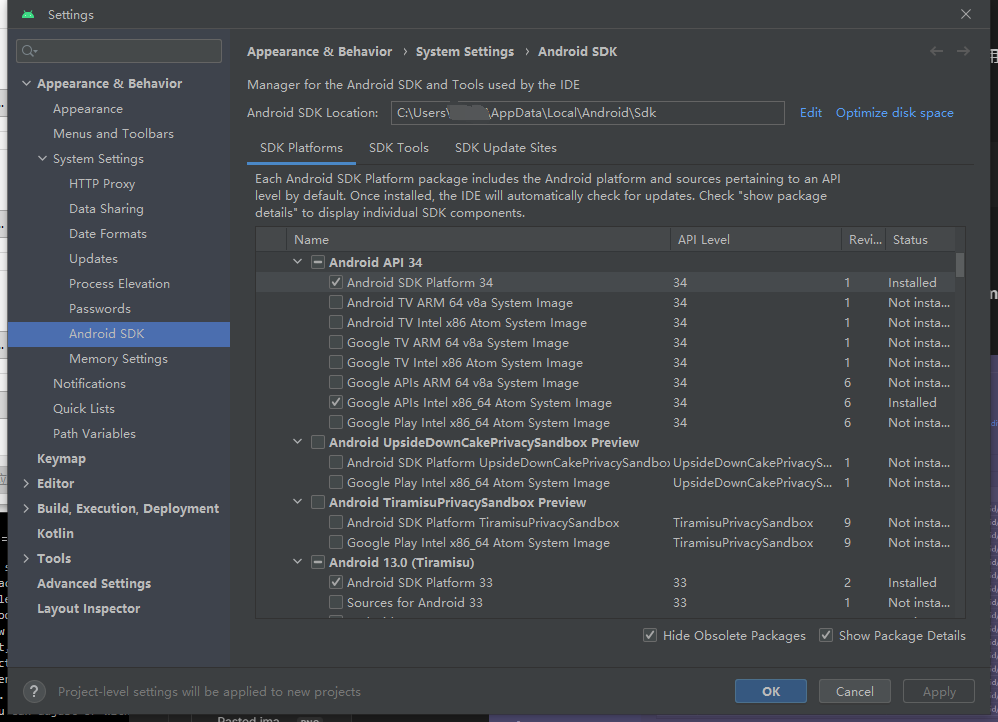 Settings
Appearance & Behavior
Appearance
Menus and Toolbars
System Settings
HTTP Proxy
Data Sharing
Date Formats
Updates
Process Elevation
Passwords
Android SDK
Memory Settings
Notifications
Quick Lists
Path Variables
Keymap
Editor
Build, Execution, Deployment
Kotlin
Tools
Advanced Settings
Layout Inspector
Appearance & Behavior › System Settings › Android SDK
Manager for the Android SDK and Tools used by the IDE
Android SDK Location: C:\Users\ \AppData\Local\Android\Sdk Edit Optimize disk space
SDK Platforms SDK Tools SDK Update Sites
Each Android SDK Platform package includes the Android platform and sources pertaining to an API
level by default. Once installed, the IDE will automatically check for updates. Check "show package
details" to display individual SDK components.
Name API Level Revi... Status
Android API 34
Android SDK Platform 34 34 1 Installed
Android TV ARM 64 v8a System Image 34 1 Not insta...
Android TV Intel x86 Atom System Image 34 1 Not insta...
Google TV ARM 64 v8a System Image 34 1 Not insta...
Google TV Intel x86 Atom System Image 34 1 Not insta...
Google APIs ARM 64 v8a System Image 34 6 Not insta...
Google APIs Intel x86_64 Atom System Image 34 6 Installed
Google Play Intel x86_64 Atom System Image 34 6 Not insta...
Android UpsideDownCakePrivacySandbox Preview
Android SDK Platform UpsideDownCakePrivacySandbox UpsideDownCakePrivacyS... 1 Not insta...
Google Play Intel x86_64 Atom System Image UpsideDownCakePrivacyS... 1 Not insta...
Android TiramisuPrivacySandbox Preview
Android SDK Platform TiramisuPrivacySandbox TiramisuPrivacySandbox 9 Not insta...
Google Play Intel x86_64 Atom System Image TiramisuPrivacySandbox 9 Not insta...
Android 13.0 (Tiramisu)
Android SDK Platform 33 33 2 Installed
Sources for Android 33 33 1 Not insta...
Hide Obsolete Packages Show Package Details
? Project-level settings will be applied to new projects
OK Cancel Apply